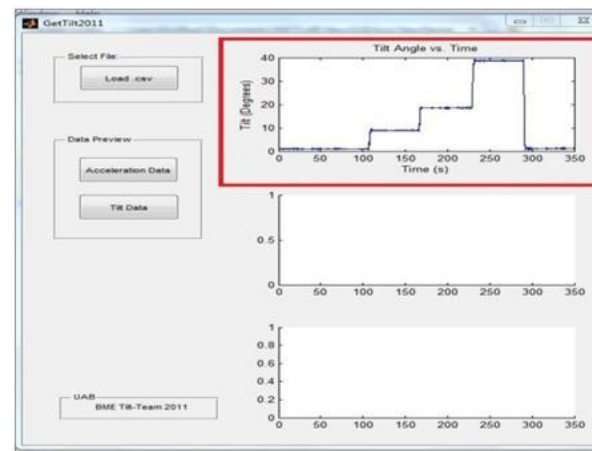 GetTilt2011
Select File:
Load .csv
Data Preview
Acceleration Data
Tilt Data
UAB
BME Tilt-Team 2011
Tilt Angle vs. Time
Tilt (Degrees)
40
30
20
10
0
0 50 100 150 200 250 300 350
Time (s)
1
0.5
0
0 50 100 150 200 250 300 350
1
0.8
0.6
0.4
0.2
0
0 50 100 150 200 250 300 350